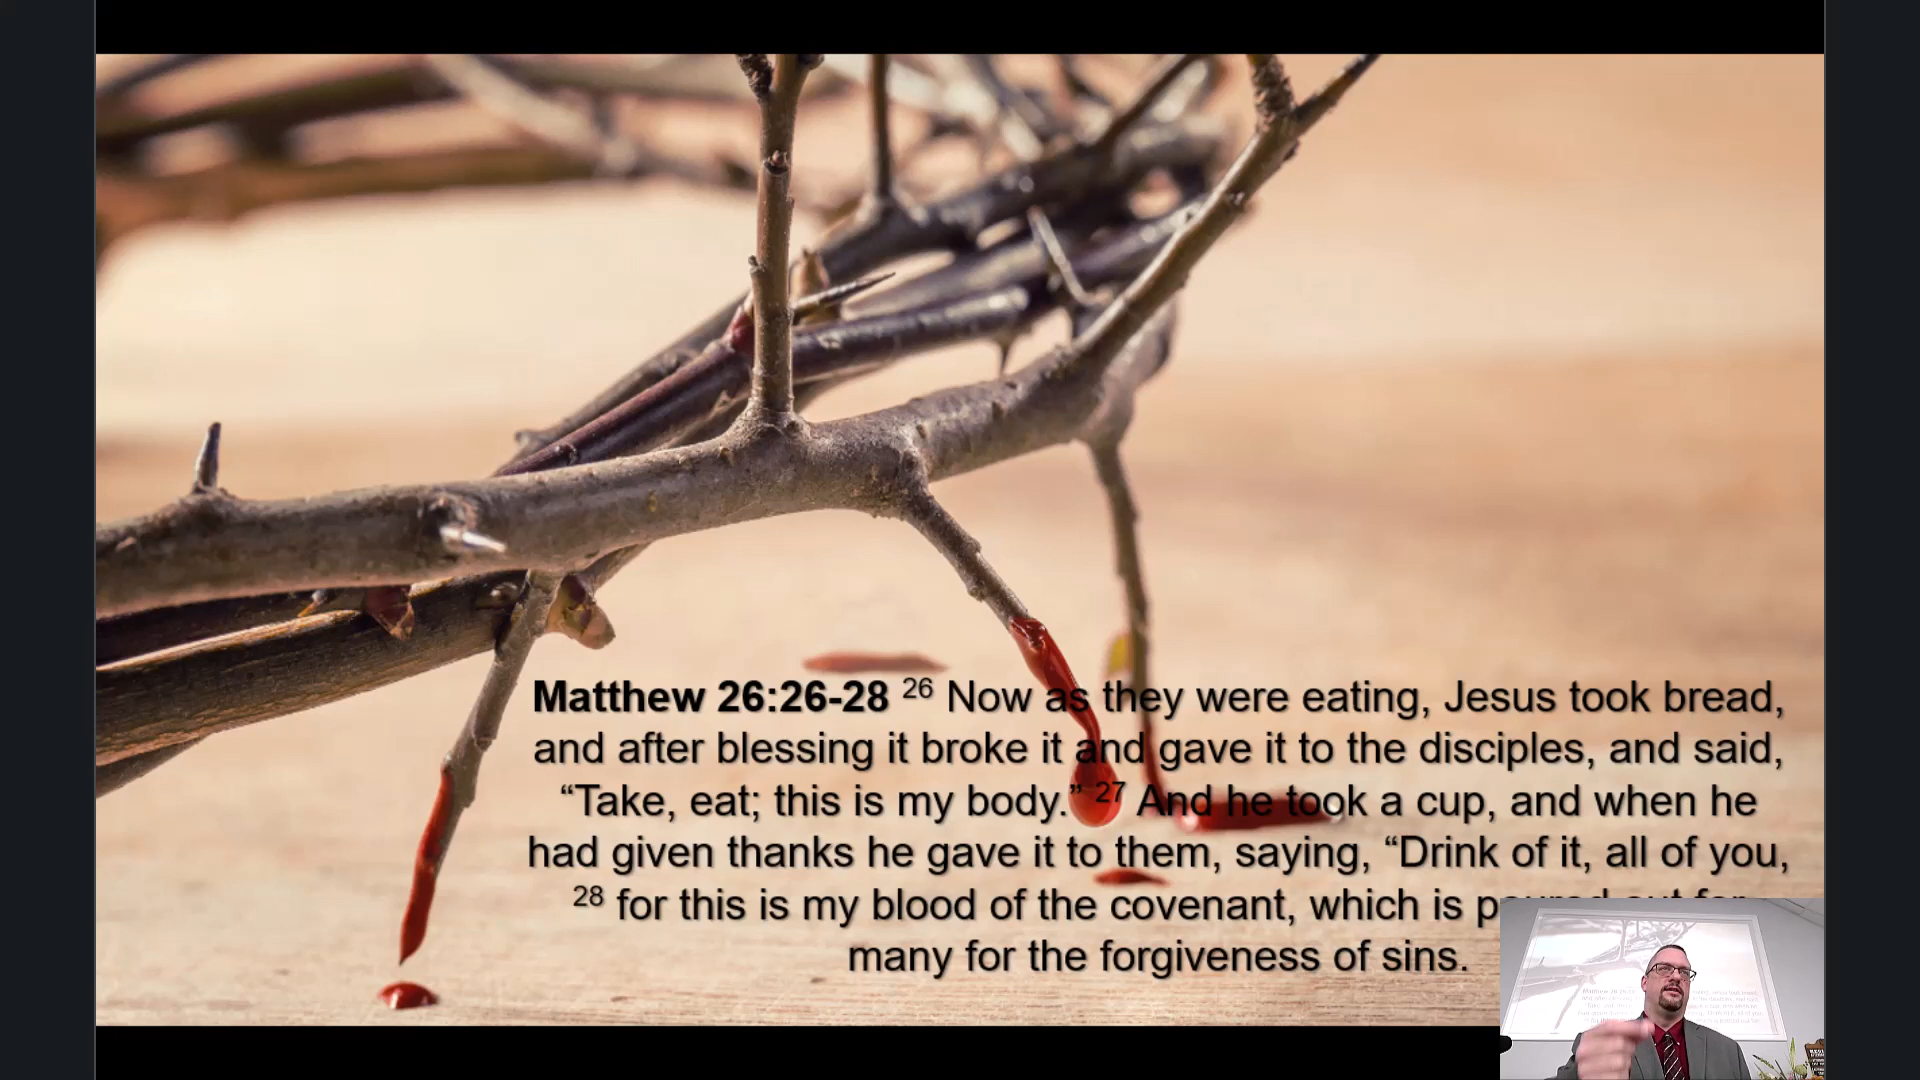 Matthew 26:26-28 26 Now as they were eating, Jesus took bread,
and after blessing it broke it and gave it to the disciples, and said,
“Take, eat; this is my body.” 27 And he took a cup, and when he
had given thanks he gave it to them, saying, “Drink of it, all of you,
28 for this is my blood of the covenant, which is poured out for
many for the forgiveness of sins.